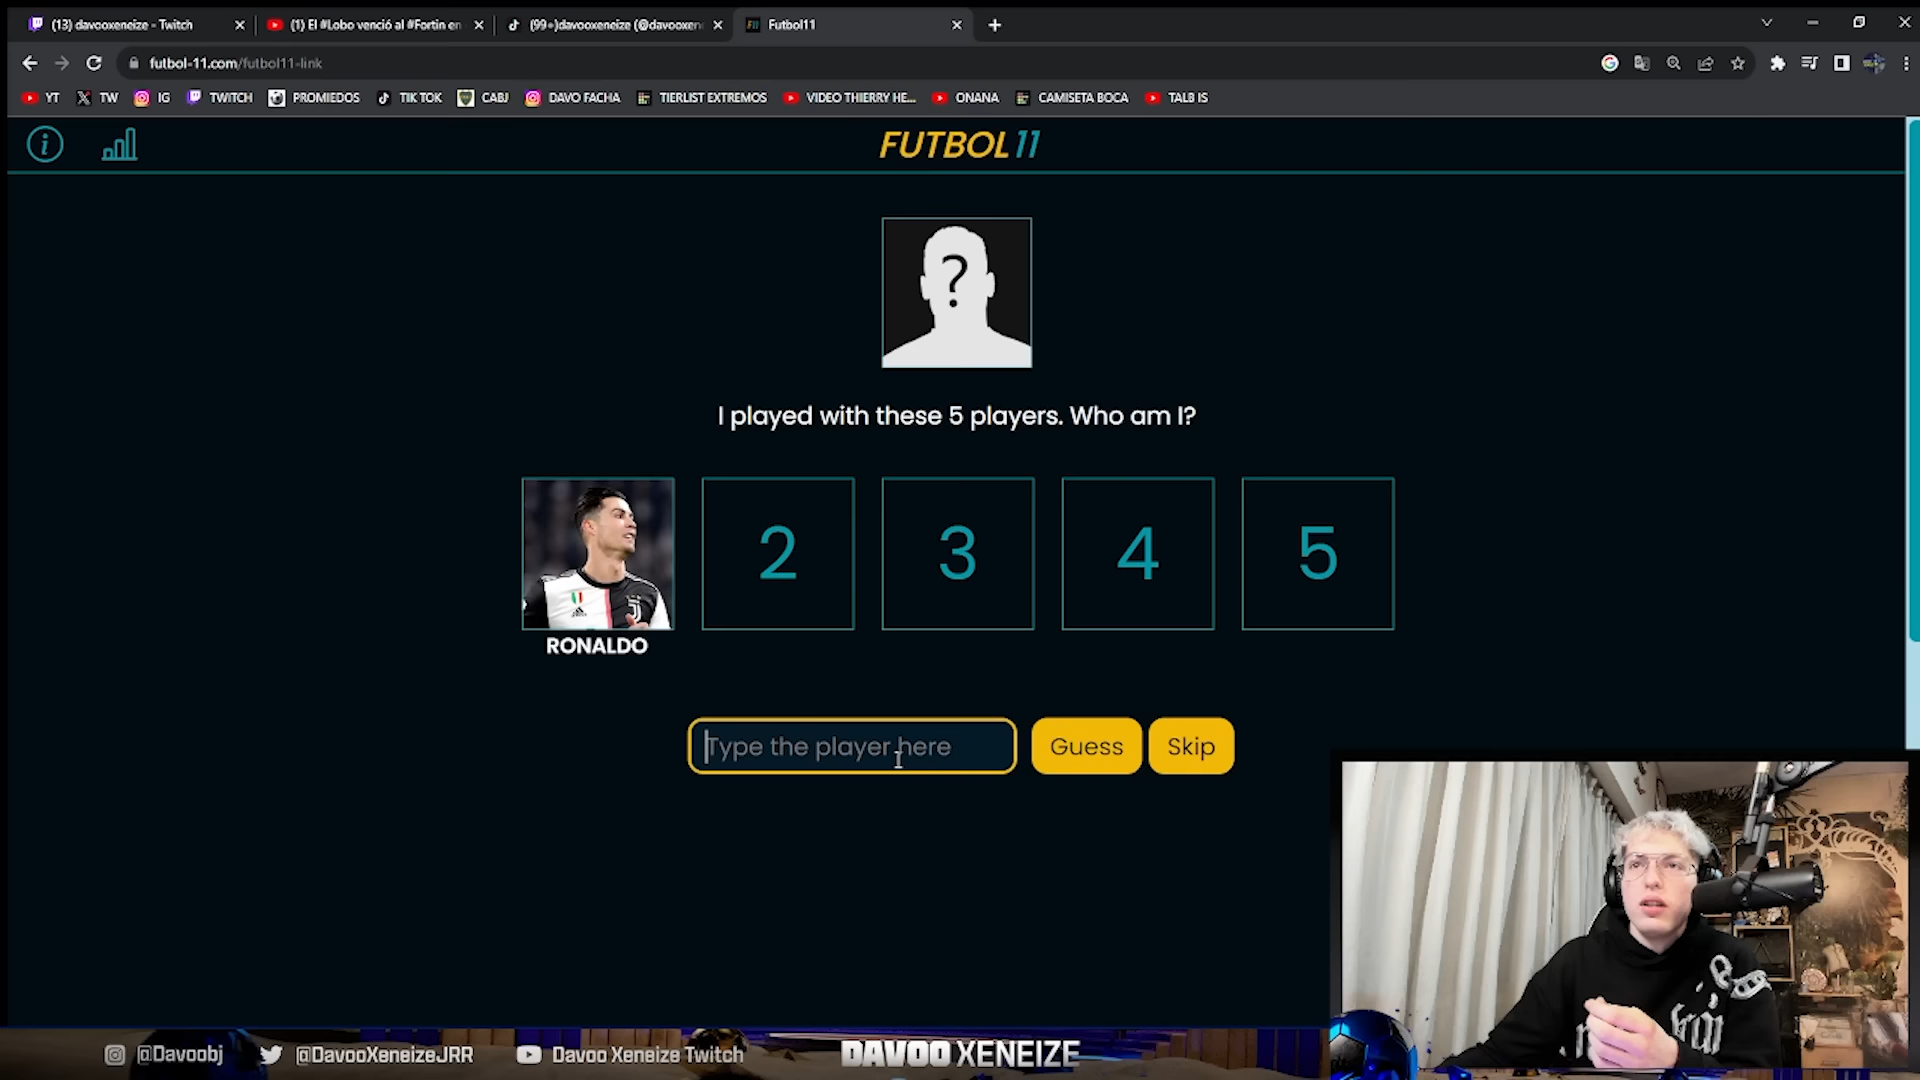 (13) davooxeneize - Twitch
(1) El #Lobo venció al #Fortin en
(99+)davooxeneize (@davooxen
Futbol11
futbol-11.com/futbol11-link
YT
TW
IG
TWITCH
PROMIEDOS
TIK TOK
CABJ
DAVO FACHA
TIERLIST EXTREMOS
VIDEO THIERRY HE...
ONANA
CAMISETA BOCA
TALB IS
i
FUTBOL 11
?
I played with these 5 players. Who am I?
2
3
4
5
RONALDO
Type the player here
Guess
Skip
@Davoobj
@DavooXeneizeJRR
Davoo Xeneize Twitch
DAVOO XENEIZE